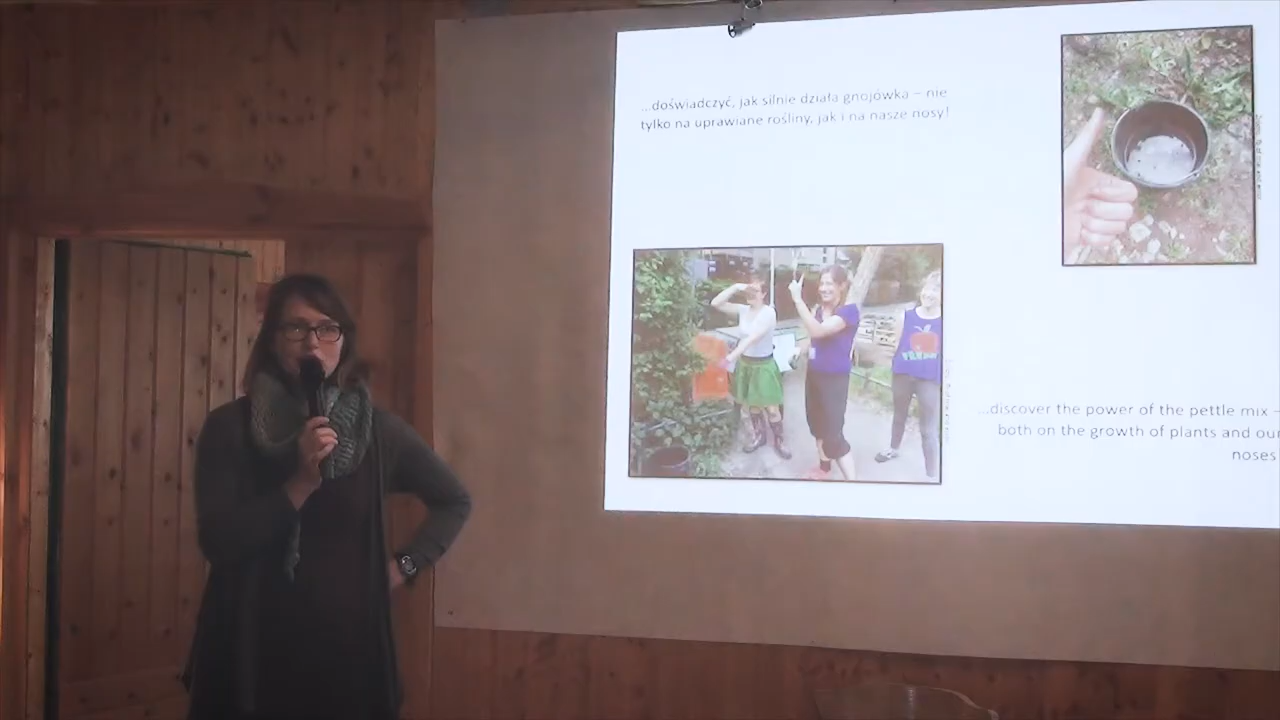 ...doświadczyć, jak silnie działa gnojówka – nie
tylko na uprawiane rośliny, jak i na nasze nosy!
...discover the power of the pettle mix -
both on the growth of plants and our
noses